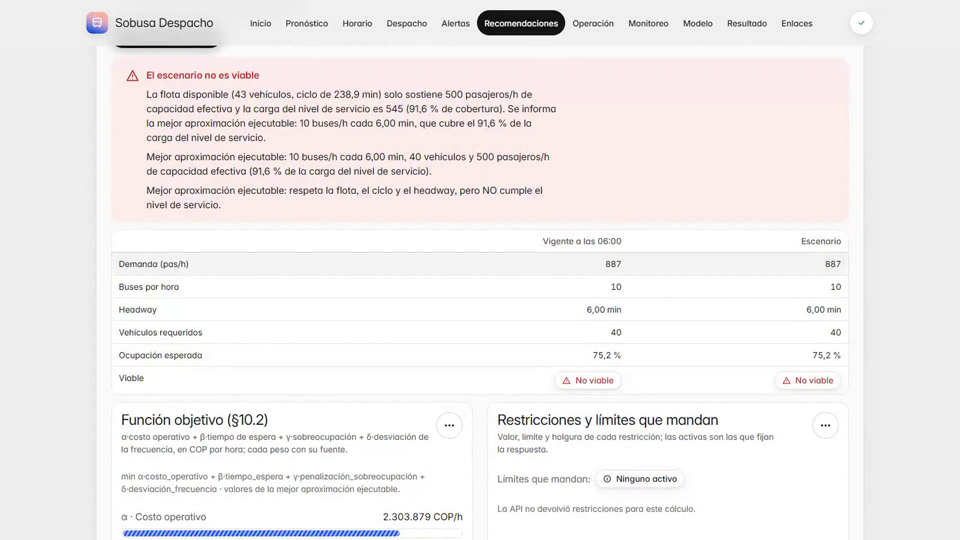 Sobusa Despacho
Inicio Pronóstico Horario Despacho Alertas Recomendaciones Operación Monitoreo Modelo Resultado Enlaces
El escenario no es viable
La flota disponible (43 vehículos, ciclo de 238,9 min) solo sostiene 500 pasajeros/h de
capacidad efectiva y la carga del nivel de servicio es 545 (91,6 % de cobertura). Se informa
la mejor aproximación ejecutable: 10 buses/h cada 6,00 min, que cubre el 91,6 % de la
carga del nivel de servicio.
Mejor aproximación ejecutable: 10 buses/h cada 6,00 min, 40 vehículos y 500 pasajeros/h
de capacidad efectiva (91,6 % de la carga del nivel de servicio).
Mejor aproximación ejecutable: respeta la flota, el ciclo y el headway, pero NO cumple el
nivel de servicio.
Vigente a las 06:00 Escenario
Demanda (pas/h) 887 887
Buses por hora 10 10
Headway 6,00 min 6,00 min
Vehículos requeridos 40 40
Ocupación esperada 75,2 % 75,2 %
Viable No viable No viable
Función objetivo (§10.2)
α·costo operativo + β·tiempo de espera + γ·sobreocupación + δ·desviación de
la frecuencia, en COP por hora; cada peso con su fuente.
min α·costo_operativo + β·tiempo_espera + γ·penalización_sobreocupación +
δ·desviación_frecuencia · valores de la mejor aproximación ejecutable.
α · Costo operativo 2.303.879 COP/h
Restricciones y límites que mandan
Valor, límite y holgura de cada restricción; las activas son las que fijan
la respuesta.
Límites que mandan: Ninguno activo
La API no devolvió restricciones para este cálculo.